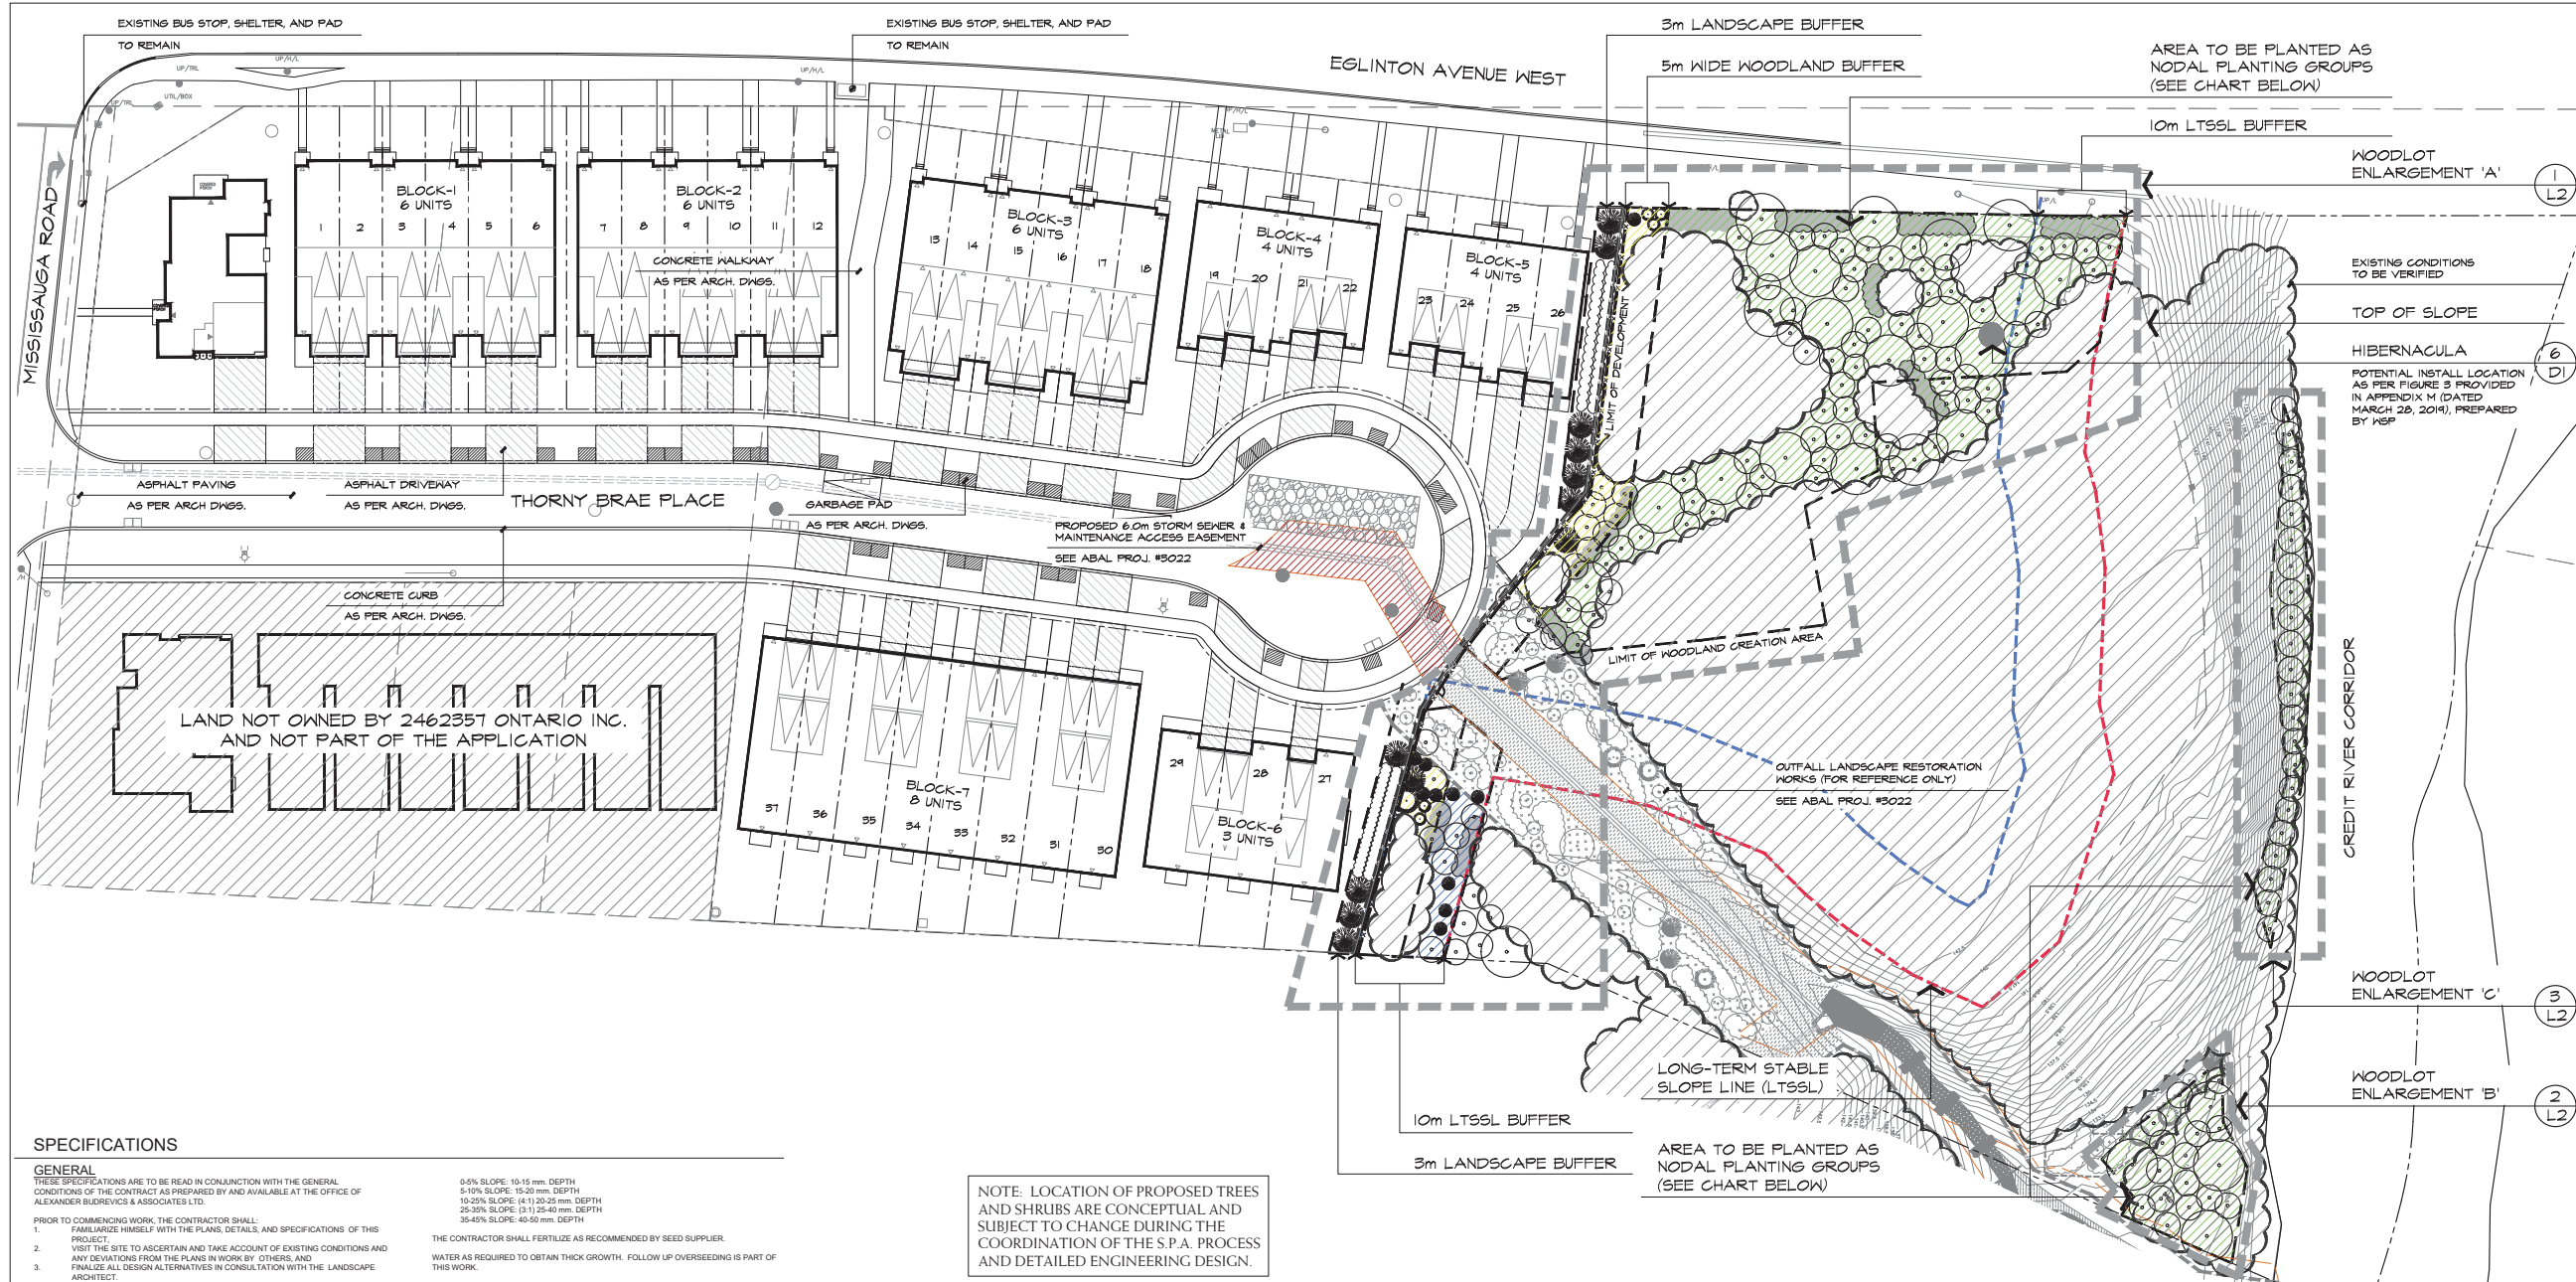 EXISTING BUS STOP, SHELTER, AND PAD
TO REMAIN
EXISTING BUS STOP, SHELTER, AND PAD
TO REMAIN
3m LANDSCAPE BUFFER
5m WIDE WOODLAND BUFFER
AREA TO BE PLANTED AS
NODAL PLANTING GROUPS
(SEE CHART BELOW)
10m LTSSL BUFFER
EGLINTON AVENUE WEST
UP/H/L
UP/TRL
UTIL/BOX
UP/TRL
UP/H/L
UP/H/L
WOODLOT
ENLARGEMENT 'A'
1
L2
MISSISSAUGA ROAD
BLOCK-1
6 UNITS
1 2 3 4 5 6
BLOCK-2
6 UNITS
7 8 9 10 11 12
CONCRETE WALKWAY
AS PER ARCH. DWGS.
BLOCK-3
6 UNITS
13 14 15 16 17 18
BLOCK-4
4 UNITS
19 20 21 22
BLOCK-5
4 UNITS
23 24 25 26
LIMIT OF DEVELOPMENT
EXISTING CONDITIONS
TO BE VERIFIED
TOP OF SLOPE
HIBERNACULA
6
D1
POTENTIAL INSTALL LOCATION
AS PER FIGURE 3 PROVIDED
IN APPENDIX M (DATED
MARCH 28, 2019), PREPARED
BY WSP
ASPHALT PAVING
AS PER ARCH DWGS.
ASPHALT DRIVEWAY
AS PER ARCH. DWGS.
THORNY BRAE PLACE
GARBAGE PAD
AS PER ARCH. DWGS.
PROPOSED 6.0m STORM SEWER &
MAINTENANCE ACCESS EASEMENT
SEE ABAL PROJ. #3022
CONCRETE CURB
AS PER ARCH. DWGS.
LIMIT OF WOODLAND CREATION AREA
LAND NOT OWNED BY 2462357 ONTARIO INC.
AND NOT PART OF THE APPLICATION
BLOCK-7
8 UNITS
37 36 35 34 33 32 31 30
BLOCK-6
3 UNITS
29 28 27
OUTFALL LANDSCAPE RESTORATION
WORKS (FOR REFERENCE ONLY)
SEE ABAL PROJ. #3022
CREDIT RIVER CORRIDOR
WOODLOT
ENLARGEMENT 'C'
3
L2
WOODLOT
ENLARGEMENT 'B'
2
L2
LONG-TERM STABLE
SLOPE LINE (LTSSL)
10m LTSSL BUFFER
3m LANDSCAPE BUFFER
AREA TO BE PLANTED AS
NODAL PLANTING GROUPS
(SEE CHART BELOW)
SPECIFICATIONS
GENERAL
THESE SPECIFICATIONS ARE TO BE READ IN CONJUNCTION WITH THE GENERAL
CONDITIONS OF THE CONTRACT AS PREPARED BY AND AVAILABLE AT THE OFFICE OF
ALEXANDER BUDREVICS & ASSOCIATES LTD.
PRIOR TO COMMENCING WORK, THE CONTRACTOR SHALL:
1. FAMILIARIZE HIMSELF WITH THE PLANS, DETAILS, AND SPECIFICATIONS OF THIS
PROJECT,
2. VISIT THE SITE TO ASCERTAIN AND TAKE ACCOUNT OF EXISTING CONDITIONS AND
ANY DEVIATIONS FROM THE PLANS IN WORK BY OTHERS, AND
3. FINALIZE ALL DESIGN ALTERNATIVES IN CONSULTATION WITH THE LANDSCAPE
ARCHITECT.
0-5% SLOPE: 10-15 mm. DEPTH
5-10% SLOPE: 15-20 mm. DEPTH
10-25% SLOPE: (4:1) 20-25 mm. DEPTH
25-35% SLOPE: (3:1) 25-40 mm. DEPTH
35-45% SLOPE: 40-50 mm. DEPTH
THE CONTRACTOR SHALL FERTILIZE AS RECOMMENDED BY SEED SUPPLIER.
WATER AS REQUIRED TO OBTAIN THICK GROWTH. FOLLOW UP OVERSEEDING IS PART OF
THIS WORK.
NOTE: LOCATION OF PROPOSED TREES
AND SHRUBS ARE CONCEPTUAL AND
SUBJECT TO CHANGE DURING THE
COORDINATION OF THE S.P.A. PROCESS
AND DETAILED ENGINEERING DESIGN.